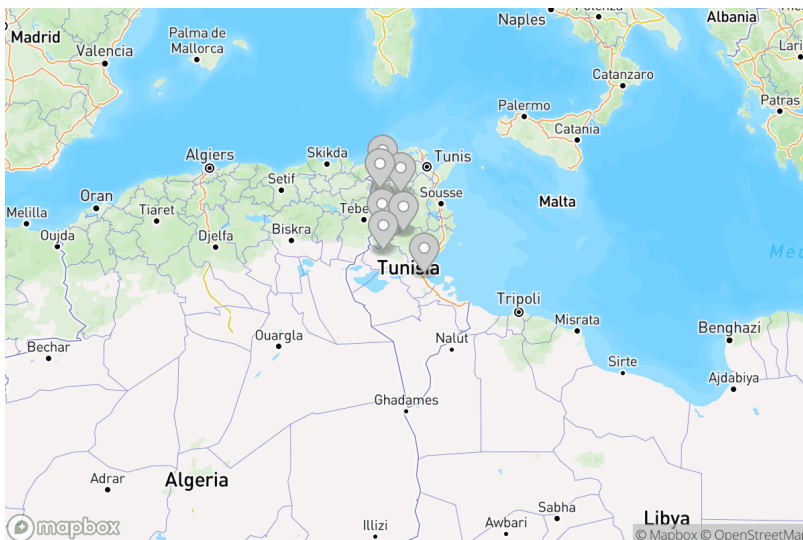 Naples
Potenza
Albania
Madrid
Palma de
Mallorca
Valencia
Lari
Catanzaro
Patras
Palermo
Catania
Algiers
Skikda
Tunis
Setif
Sousse
Malta
Oran
Melilla
Tiaret
Tebe
Oujda
Djelfa
Biskra
Med
Tunisia
Tripoli
Misrata
Benghazi
Ouargla
Nalut
Bechar
Sirte
Ajdabiya
Ghadames
Adrar
Algeria
Sabha
Libya
Illizi
Awbari
mapbox
© Mapbox © OpenStreetMap